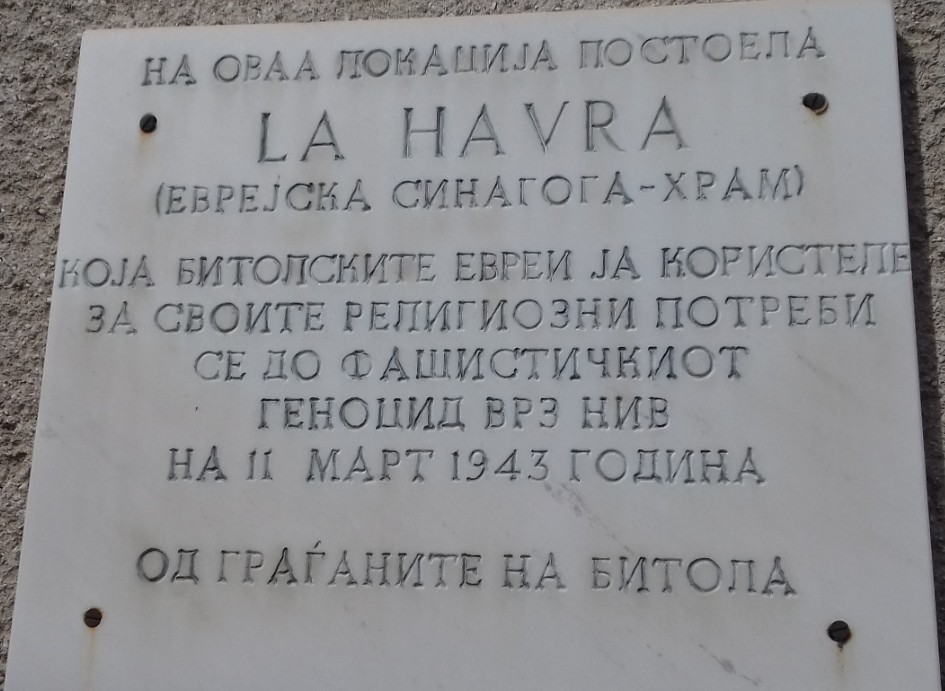 НА ОВАА ЛОКАЦИЈА ПОСТОЕЛА
LA HAVRA
(ЕВРЕЈСКА СИНАГОГА-ХРАМ)
КОЈА БИТОЛСКИТЕ ЕВРЕИ ЈА КОРИСТЕЛЕ
ЗА СВОИТЕ РЕЛИГИОЗНИ ПОТРЕБИ
СЕ ДО ФАШИСТИЧКИОТ
ГЕНОЦИД ВРЗ НИВ
НА 11 МАРТ 1943 ГОДИНА
ОД ГРАЃАНИТЕ НА БИТОЛА